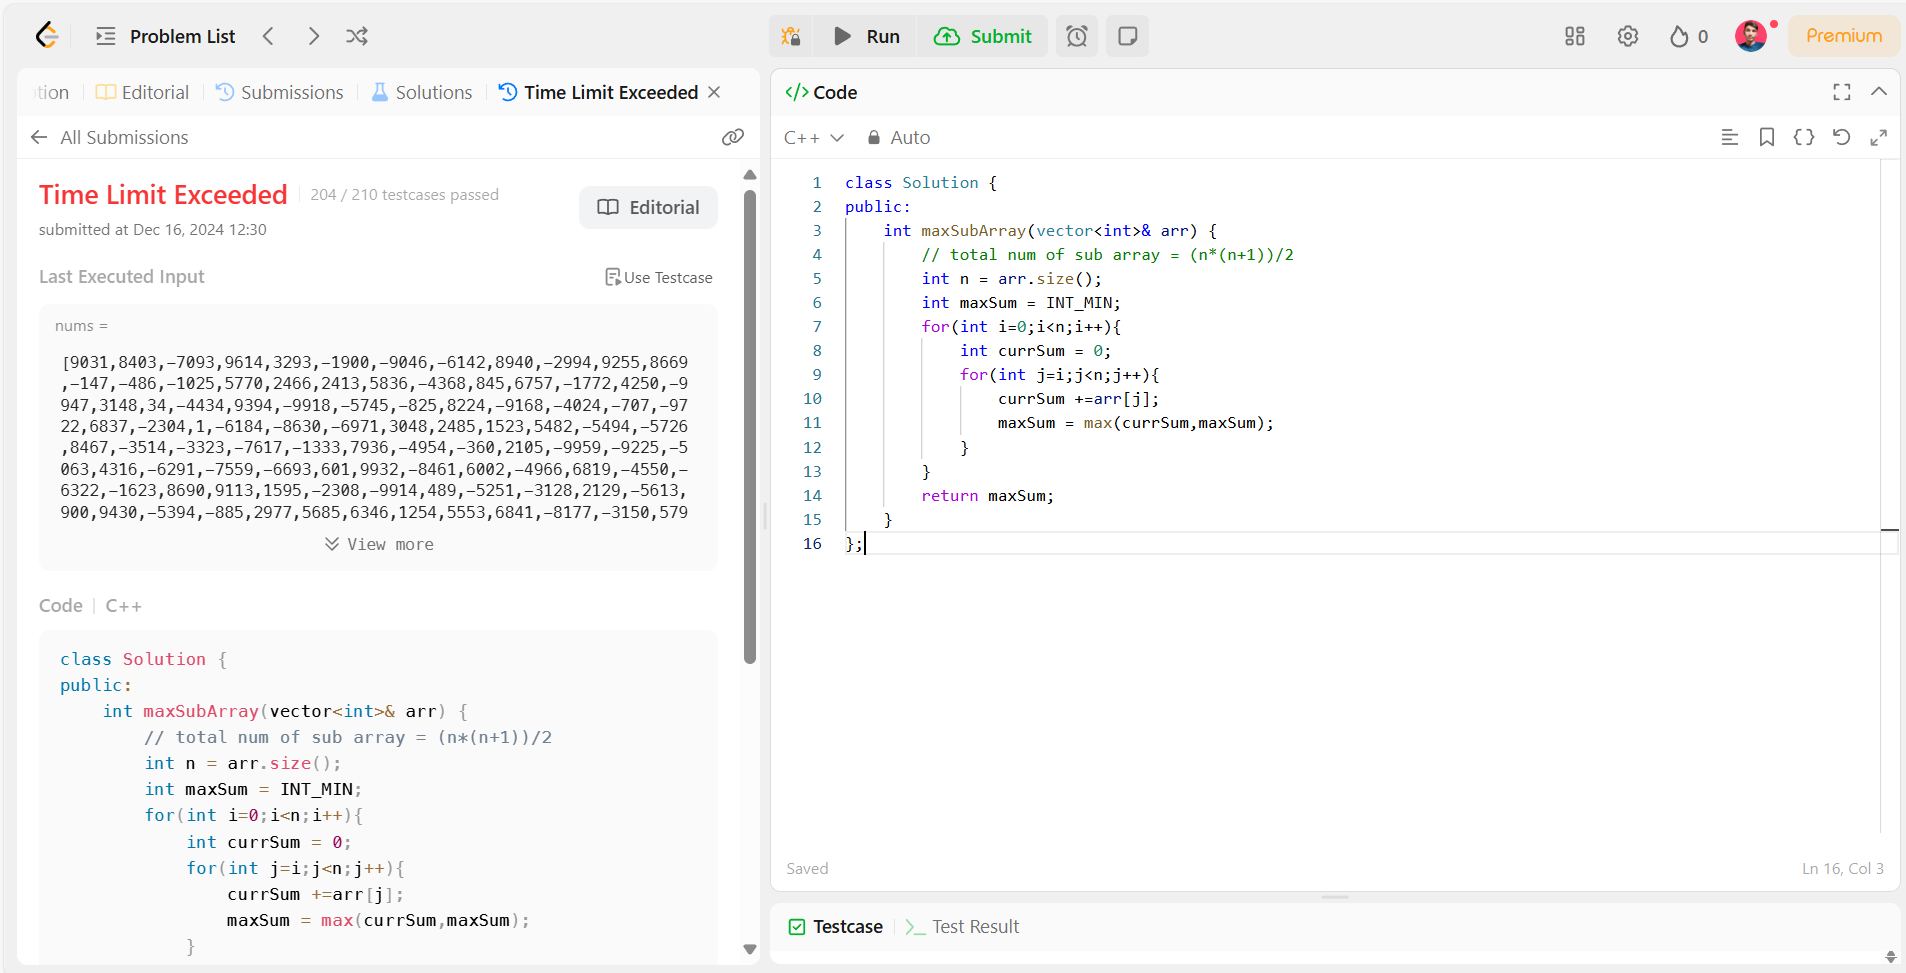 Problem List
Run
Submit
0
Premium
Editorial
Submissions
Solutions
Time Limit Exceeded
All Submissions
Time Limit Exceeded
204 / 210 testcases passed
submitted at Dec 16, 2024 12:30
Editorial
Last Executed Input
Use Testcase
nums =
[9031,8403,-7093,9614,3293,-1900,-9046,-6142,8940,-2994,9255,8669
,-147,-486,-1025,5770,2466,2413,5836,-4368,845,6757,-1772,4250,-9
947,3148,34,-4434,9394,-9918,-5745,-825,8224,-9168,-4024,-707,-97
22,6837,-2304,1,-6184,-8630,-6971,3048,2485,1523,5482,-5494,-5726
,8467,-3514,-3323,-7617,-1333,7936,-4954,-360,2105,-9959,-9225,-5
063,4316,-6291,-7559,-6693,601,9932,-8461,6002,-4966,6819,-4550,-
6322,-1623,8690,9113,1595,-2308,-9914,489,-5251,-3128,2129,-5613,
900,9430,-5394,-885,2977,5685,6346,1254,5553,6841,-8177,-3150,579
View more
Code | C++
class Solution {
public:
    int maxSubArray(vector<int>& arr) {
        // total num of sub array = (n*(n+1))/2
        int n = arr.size();
        int maxSum = INT_MIN;
        for(int i=0;i<n;i++){
            int currSum = 0;
            for(int j=i;j<n;j++){
                currSum +=arr[j];
                maxSum = max(currSum,maxSum);
            }
</> Code
C++
Auto
1 class Solution {
2 public:
3     int maxSubArray(vector<int>& arr) {
4         // total num of sub array = (n*(n+1))/2
5         int n = arr.size();
6         int maxSum = INT_MIN;
7         for(int i=0;i<n;i++){
8             int currSum = 0;
9             for(int j=i;j<n;j++){
10                 currSum +=arr[j];
11                 maxSum = max(currSum,maxSum);
12             }
13         }
14         return maxSum;
15     }
16 };
Saved
Ln 16, Col 3
Testcase
Test Result